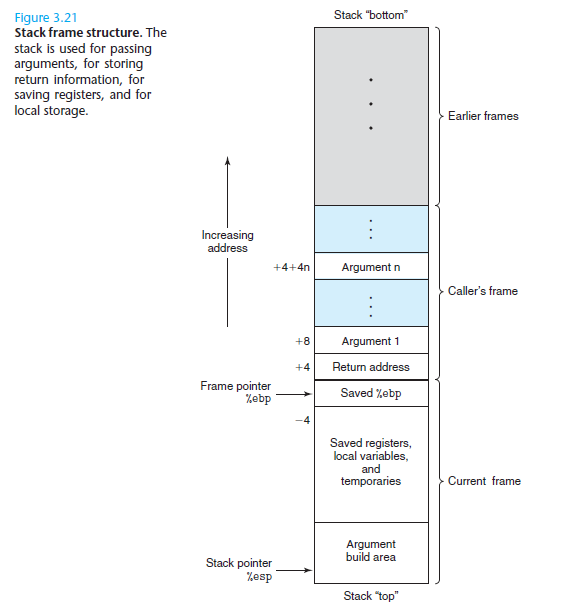 Figure 3.21
Stack frame structure. The
stack is used for passing
arguments, for storing
return information, for
saving registers, and for
local storage.
Stack "bottom"
Earlier frames
Increasing
address
+4+4n
Argument n
Caller's frame
+8
Argument 1
+4
Return address
Frame pointer
%ebp
Saved %ebp
−4
Saved registers,
local variables,
and
temporaries
Current frame
Argument
build area
Stack pointer
%esp
Stack "top"